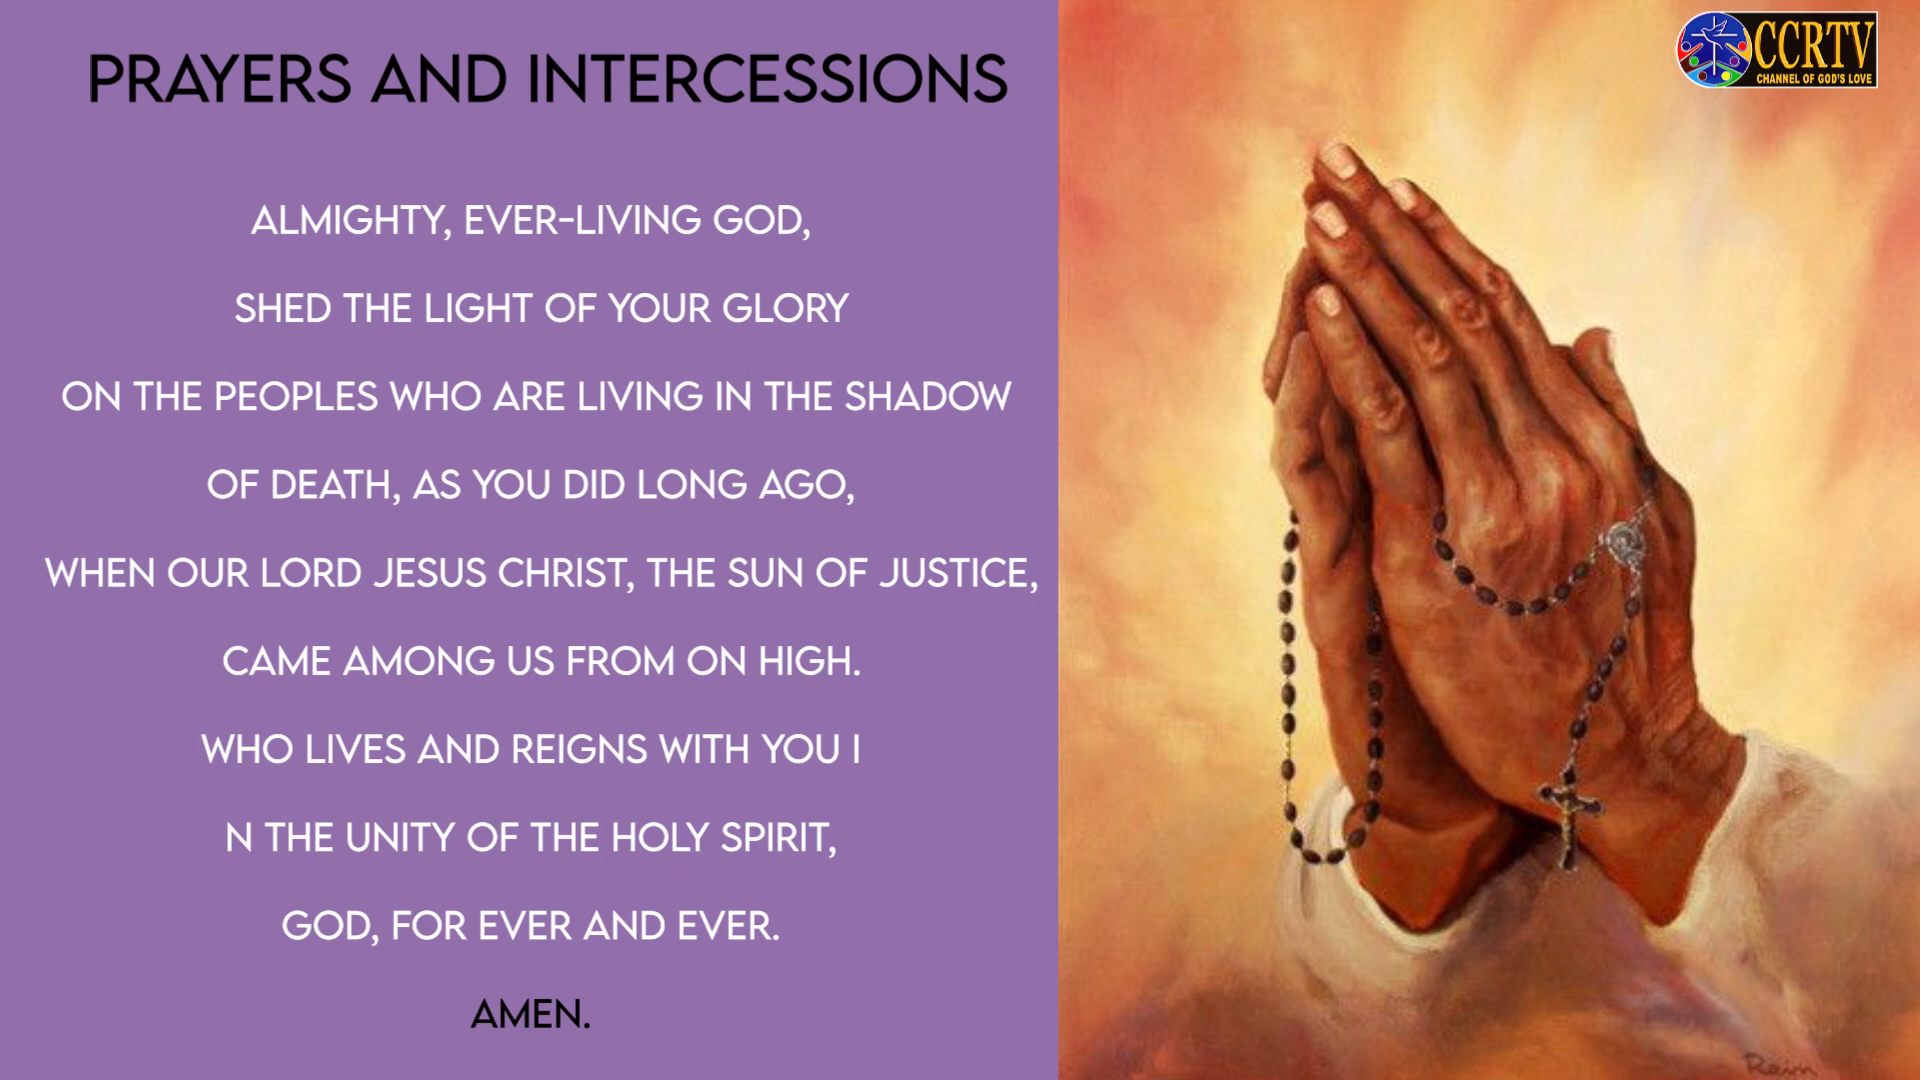 PRAYERS AND INTERCESSIONS
ALMIGHTY, EVER-LIVING GOD,
SHED THE LIGHT OF YOUR GLORY
ON THE PEOPLES WHO ARE LIVING IN THE SHADOW
OF DEATH, AS YOU DID LONG AGO,
WHEN OUR LORD JESUS CHRIST, THE SUN OF JUSTICE,
CAME AMONG US FROM ON HIGH.
WHO LIVES AND REIGNS WITH YOU I
N THE UNITY OF THE HOLY SPIRIT,
GOD, FOR EVER AND EVER.
AMEN.
CCRTV
CHANNEL OF GOD'S LOVE